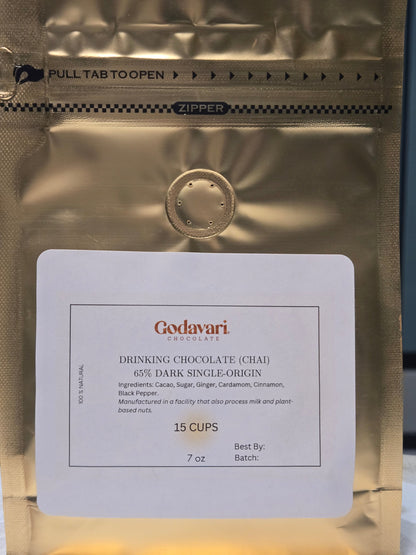 PULL TAB TO OPEN
ZIPPER
Godavari
CHOCOLATE
DRINKING CHOCOLATE (CHAI)
65% DARK SINGLE-ORIGIN
Ingredients: Cacao, Sugar, Ginger, Cardamom, Cinnamon,
Black Pepper.
Manufactured in a facility that also process milk and plant-
based nuts.
100 % NATURAL
15 CUPS
Best By:
7 oz
Batch: